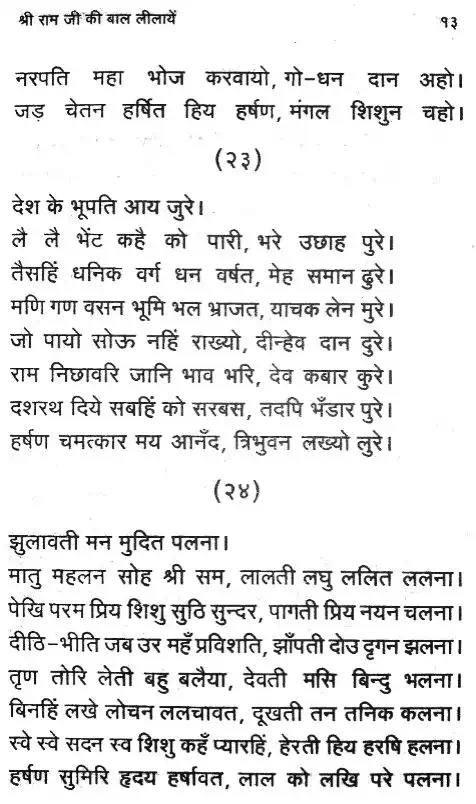 श्री राम जी की बाल लीलायें १३
नरपति महा भोज करवायो, गो-धन दान अहो।
जड़ चेतन हर्षित हिय हर्षण, मंगल शिशुन चहो।
(२३)
देश के भूपति आय जुरे।
लै लै भेंट कहै को पारी, भरे उछाह पुरे।
तैसहिं धनिक वर्ग धन वर्षत, मेह समान ढुरे।
मणि गण वसन भूमि भल भ्राजत, याचक लेन मुरे।
जो पायो सोऊ नहिं राख्यो, दीन्हेव दान दुरे।
राम निछावरि जानि भाव भरि, देव कबार कुरे।
दशरथ दिये सबहिं को सरबस, तदपि भँडार पुरे।
हर्षण चमत्कार मय आनँद, त्रिभुवन लख्यो लुरे।
(२४)
झुलावती मन मुदित पलना।
मातु महलन सोह श्री सम, लालती लघु ललित ललना।
पेखि परम प्रिय शिशु सुठि सुन्दर, पागती प्रिय नयन चलना।
दीठि-भीति जब उर महँ प्रविशति, झाँपती दोउ दृगन झलना।
तृण तोरि लेती बहु बलैया, देवती मसि बिन्दु भलना।
बिनहिं लखे लोचन ललचावत, दूखती तन तनिक कलना।
स्वे स्वे सदन स्व शिशु कहँ प्यारहिं, हेरती हिय हरषि हलना।
हर्षण सुमिरि हृदय हर्षावत, लाल को लखि परे पलना।